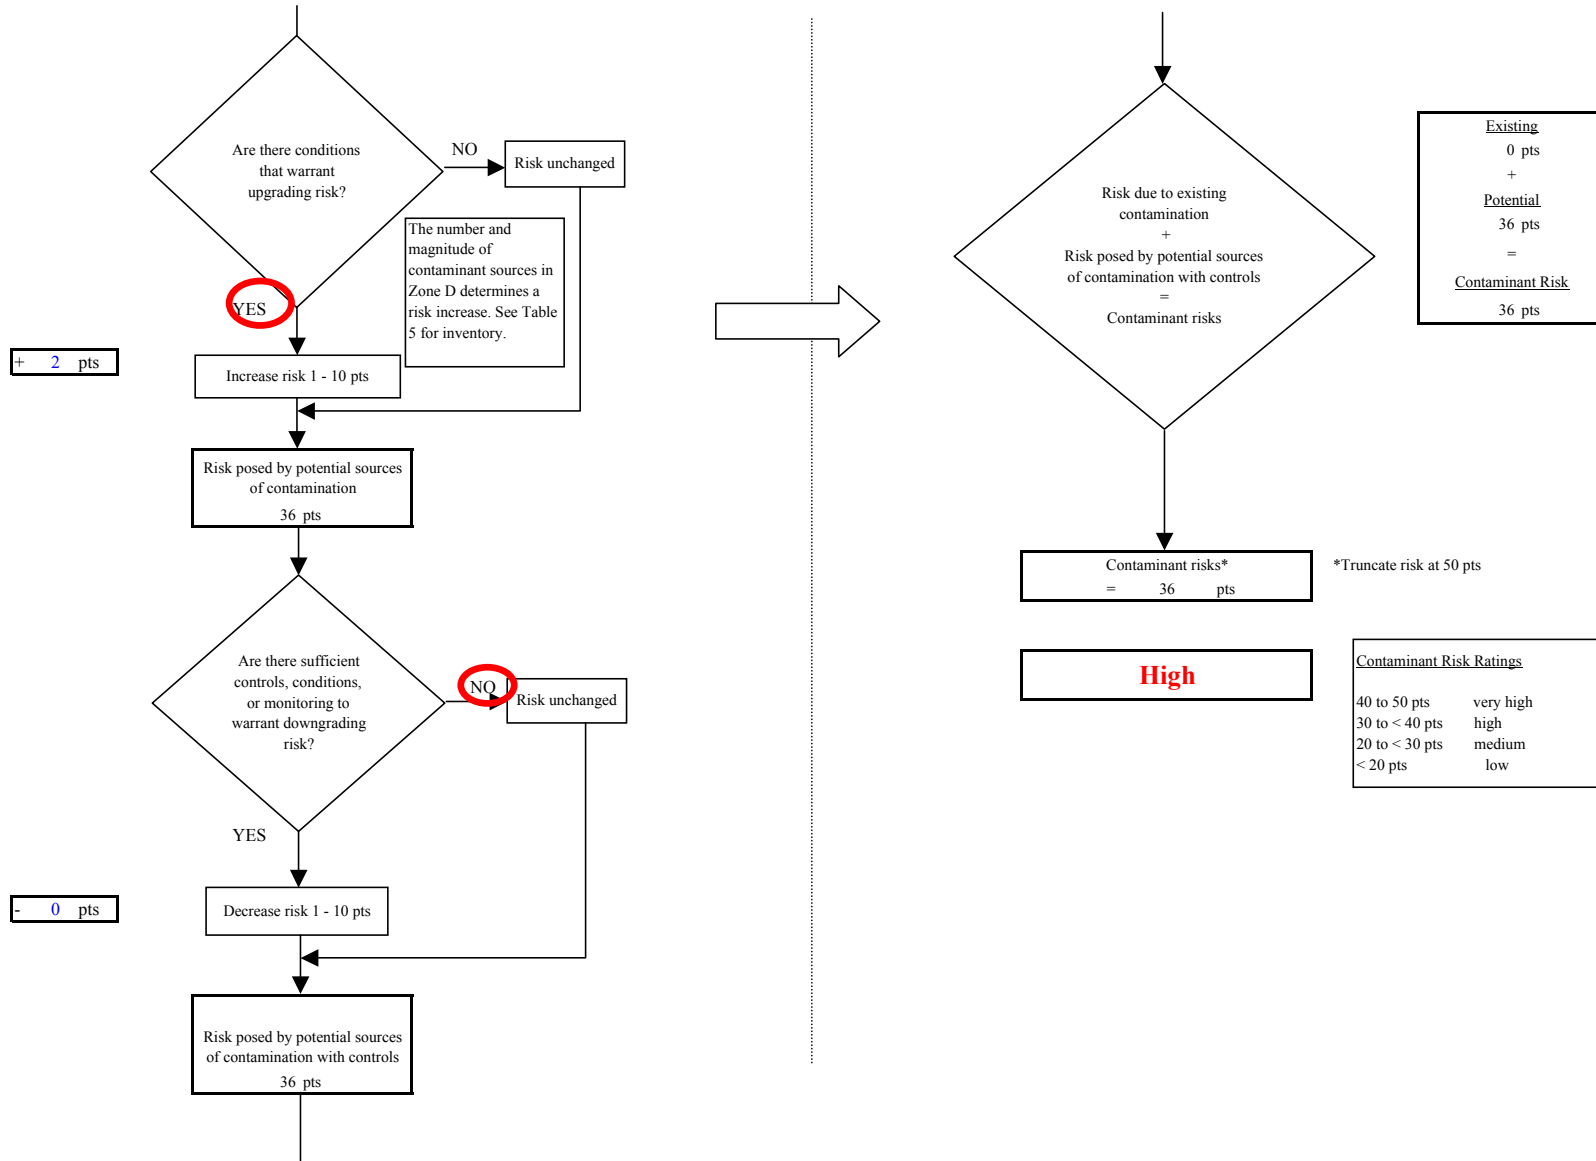 Are there conditions
that warrant
upgrading risk?
NO
Risk unchanged
The number and
magnitude of
contaminant sources in
Zone D determines a
risk increase. See Table
5 for inventory.
YES
+ 2 pts
Increase risk 1 - 10 pts
Risk posed by potential sources
of contamination
36 pts
Are there sufficient
controls, conditions,
or monitoring to
warrant downgrading
risk?
NO
Risk unchanged
YES
- 0 pts
Decrease risk 1 - 10 pts
Risk posed by potential sources
of contamination with controls
36 pts
Risk due to existing
contamination
+
Risk posed by potential sources
of contamination with controls
=
Contaminant risks
Existing
0 pts
+
Potential
36 pts
=
Contaminant Risk
36 pts
Contaminant risks*
= 36 pts
*Truncate risk at 50 pts
High
Contaminant Risk Ratings
40 to 50 pts very high
30 to < 40 pts high
20 to < 30 pts medium
< 20 pts low